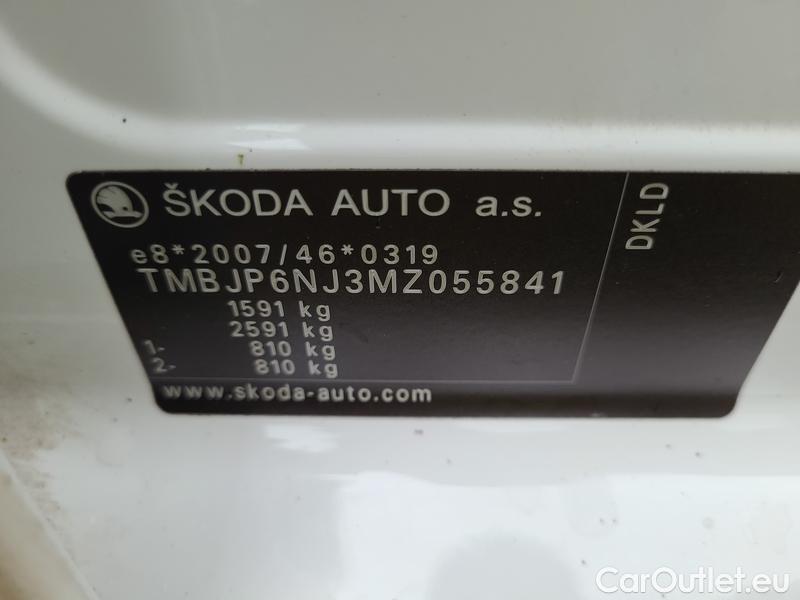 ŠKODA AUTO a.s.
e8*2007/46*0319
TMBJP6NJ3MZ055841
1591 kg
2591 kg
1- 810 kg
2- 810 kg
www.skoda-auto.com
DKLD
CarOutlet.eu